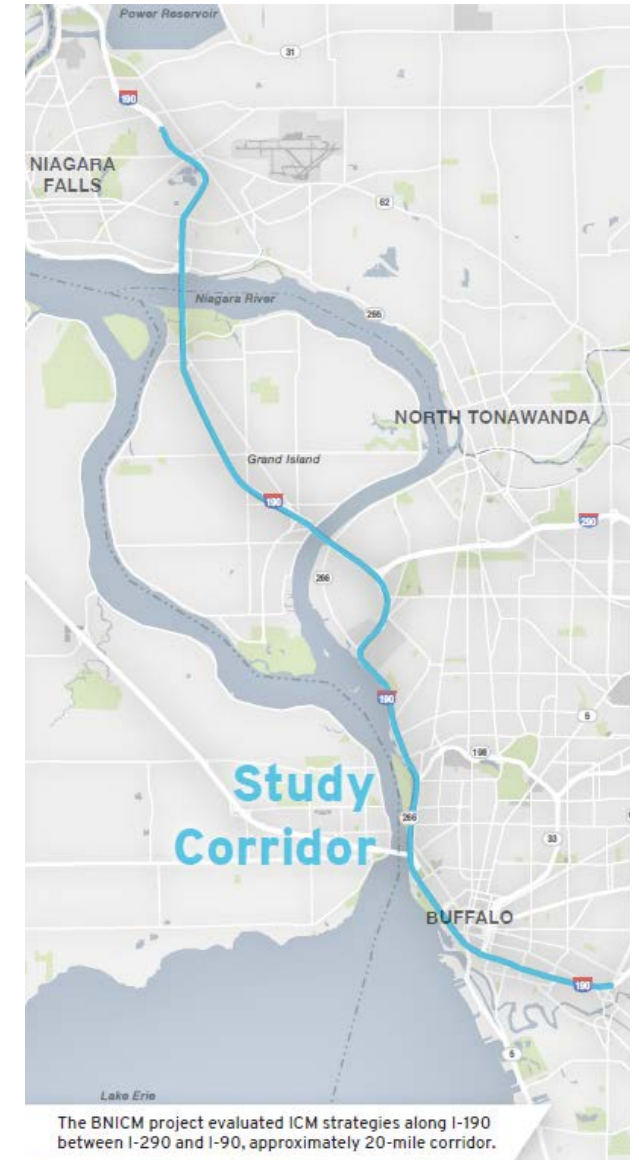 Power Reservoir
31
190
NIAGARA
FALLS
62
Niagara River
265
NORTH TONAWANDA
Grand Island
190
290
266
190
5
198
Study
Corridor
266
33
BUFFALO
190
5
Lake Erie
The BNICM project evaluated ICM strategies along I-190
between I-290 and I-90, approximately 20-mile corridor.